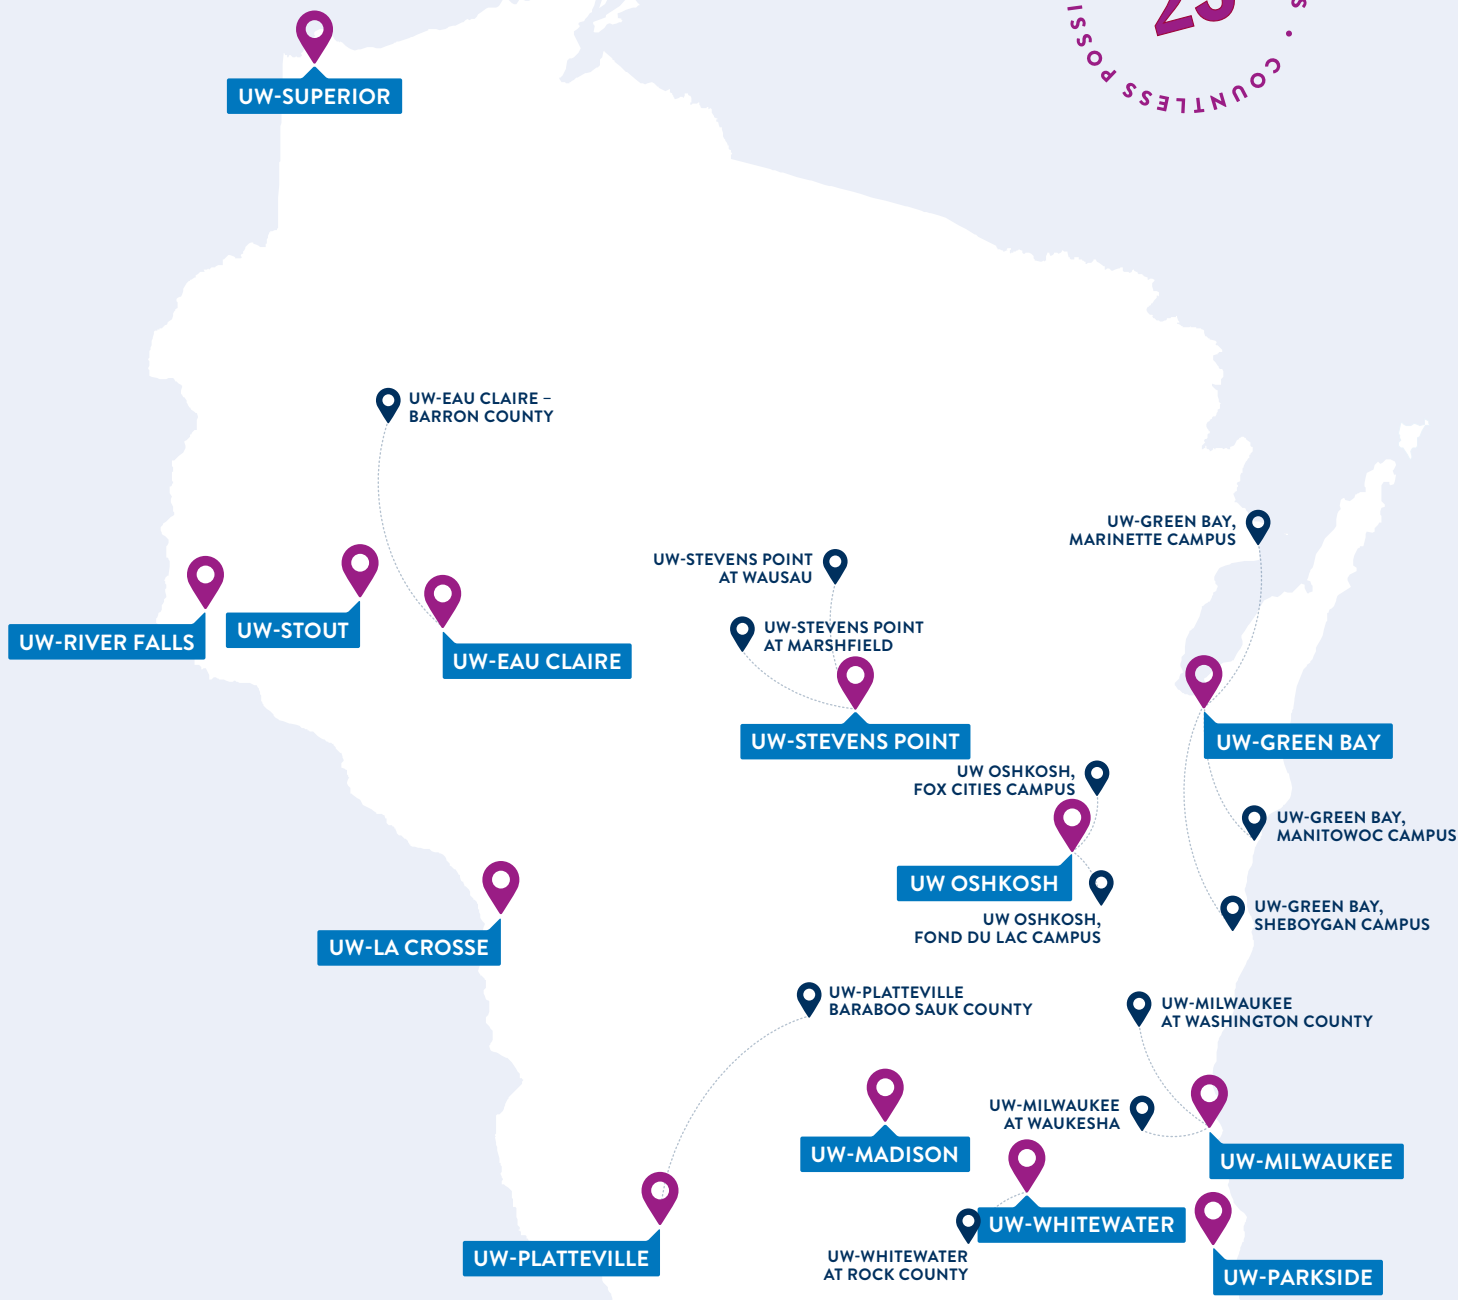 25
S • COUNTLESS POSSI
UW-SUPERIOR
UW-EAU CLAIRE –
BARRON COUNTY
UW-GREEN BAY,
MARINETTE CAMPUS
UW-STEVENS POINT
AT WAUSAU
UW-STEVENS POINT
AT MARSHFIELD
UW-RIVER FALLS
UW-STOUT
UW-EAU CLAIRE
UW-STEVENS POINT
UW-GREEN BAY
UW OSHKOSH,
FOX CITIES CAMPUS
UW-GREEN BAY,
MANITOWOC CAMPUS
UW OSHKOSH
UW-GREEN BAY,
SHEBOYGAN CAMPUS
UW OSHKOSH,
FOND DU LAC CAMPUS
UW-LA CROSSE
UW-PLATTEVILLE
BARABOO SAUK COUNTY
UW-MILWAUKEE
AT WASHINGTON COUNTY
UW-MILWAUKEE
AT WAUKESHA
UW-MADISON
UW-MILWAUKEE
UW-WHITEWATER
UW-PLATTEVILLE
UW-WHITEWATER
AT ROCK COUNTY
UW-PARKSIDE